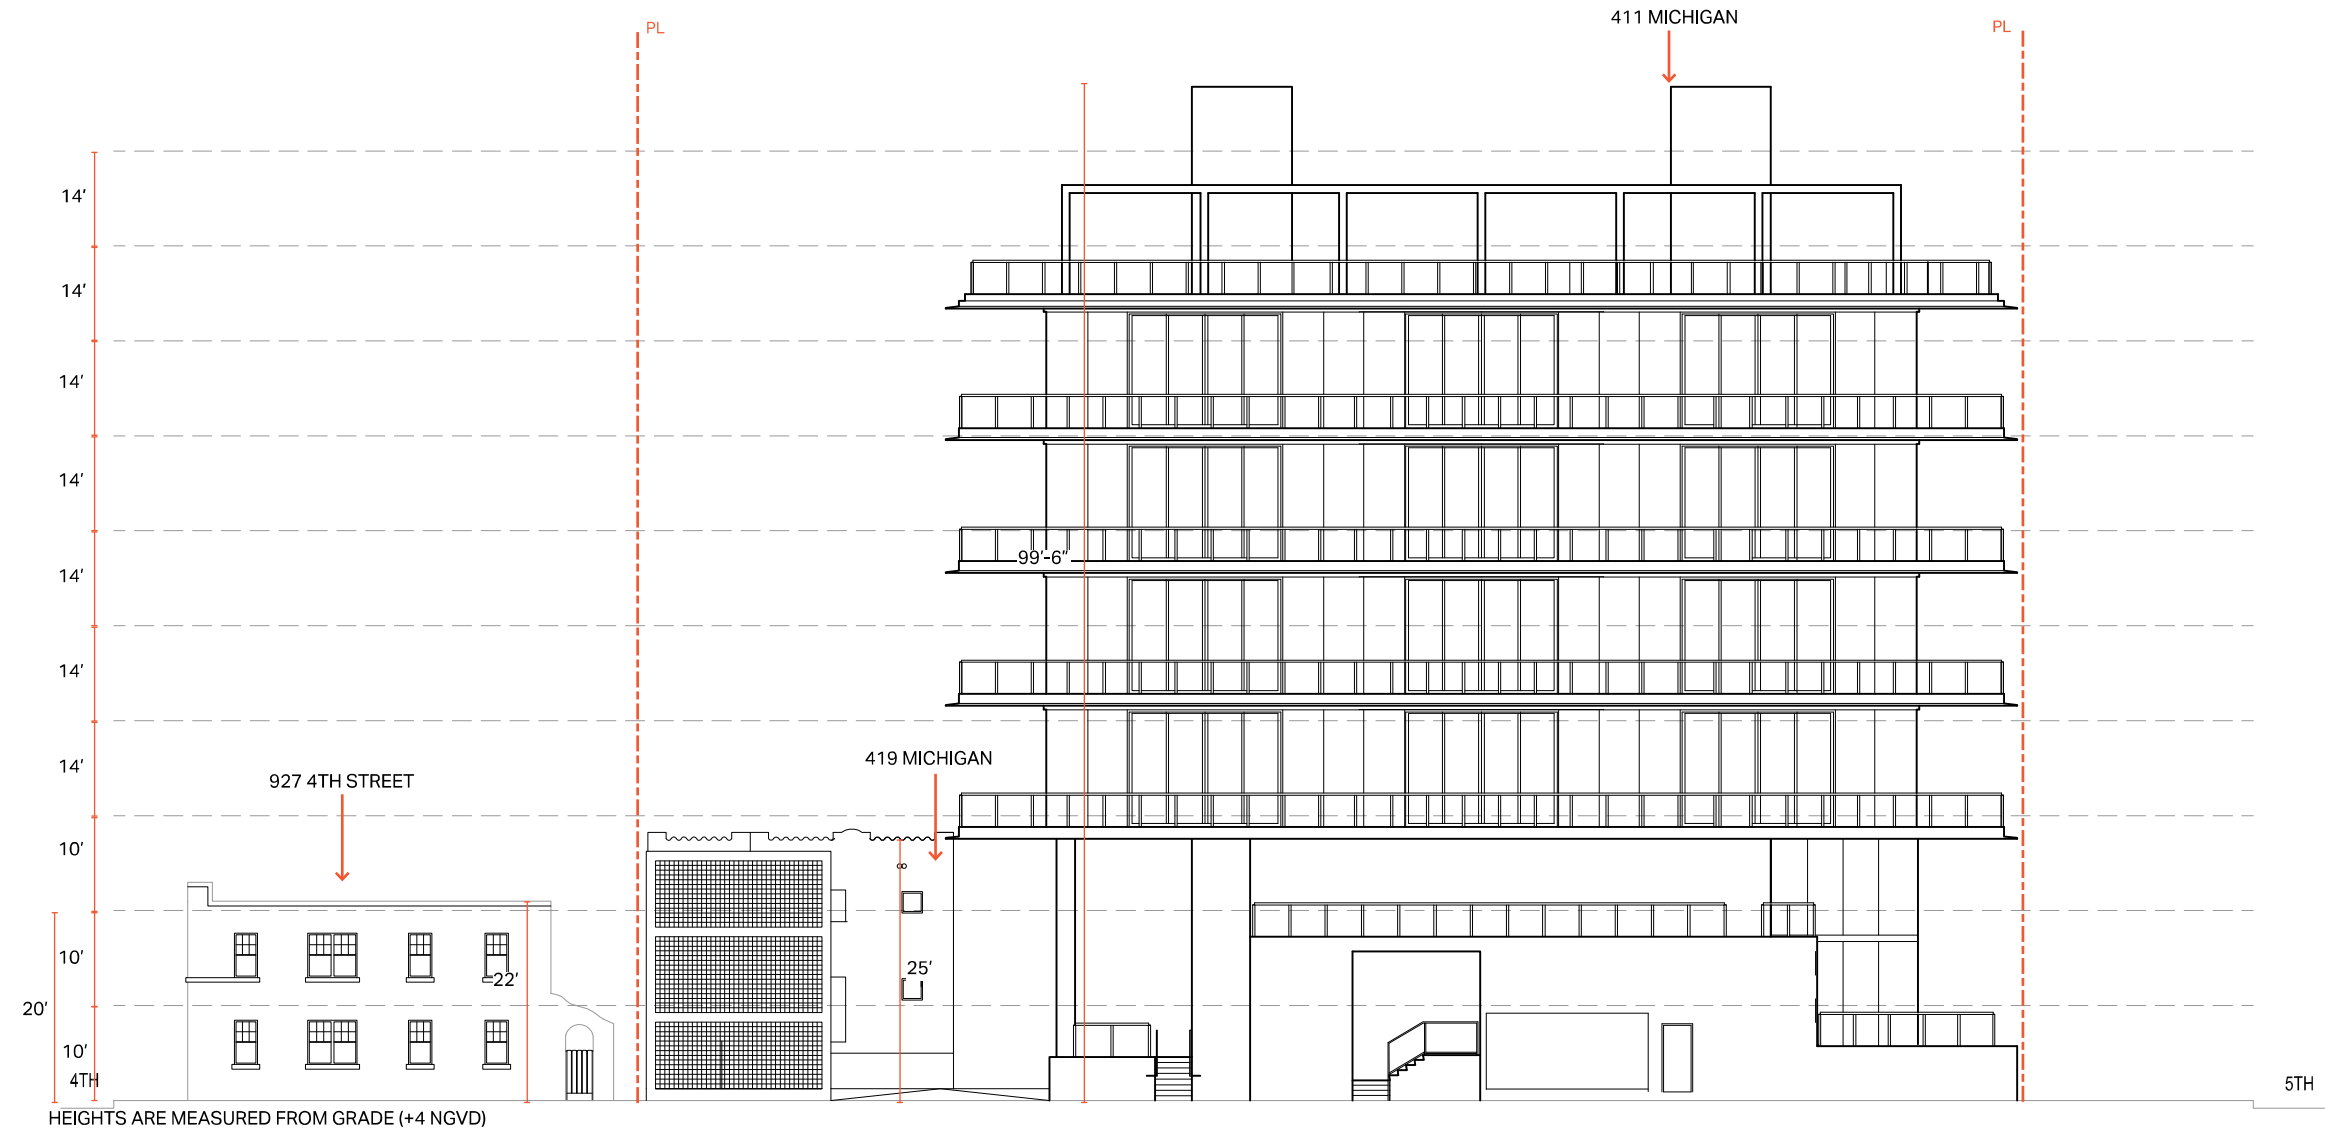 411 MICHIGAN
PL
PL
14'
14'
14'
14'
99'-6"
14'
14'
14'
419 MICHIGAN
927 4TH STREET
10'
10'
25'
22'
20'
10'
4TH
5TH
HEIGHTS ARE MEASURED FROM GRADE (+4 NGVD)